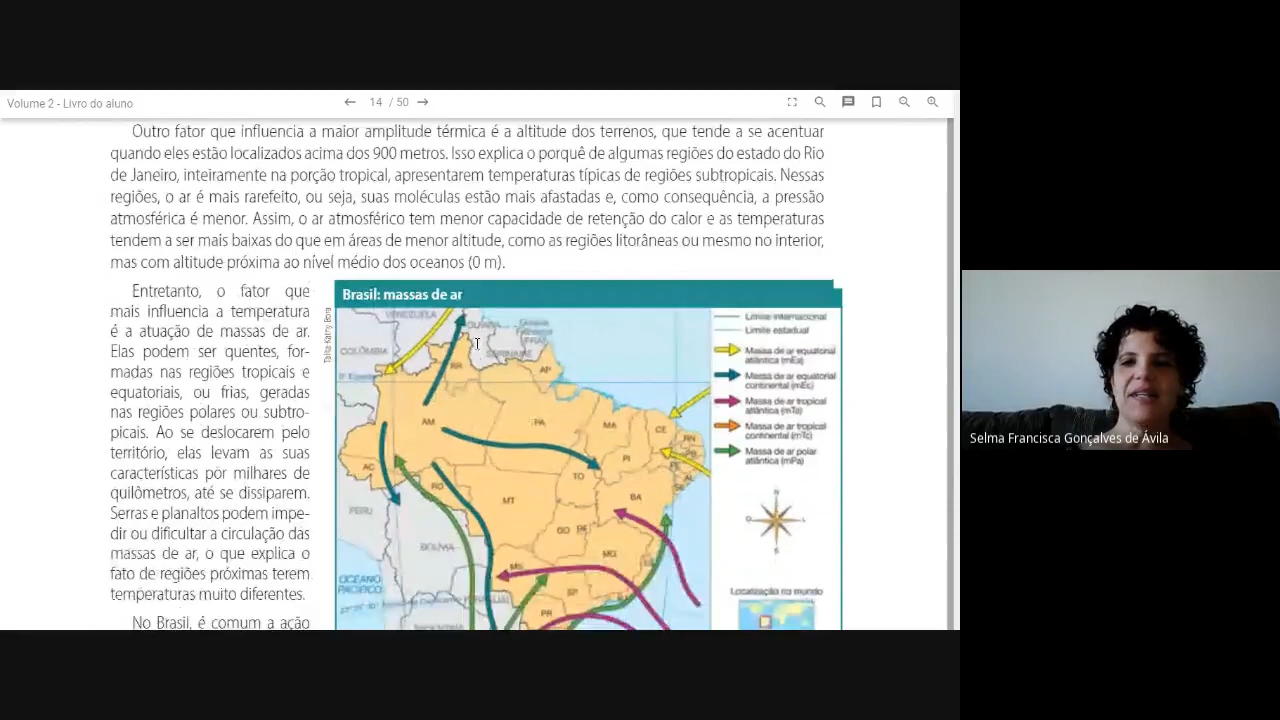 Volume 2 - Livro do aluno
14 / 50
Outro fator que influencia a maior amplitude térmica é a altitude dos terrenos, que tende a se acentuar
quando eles estão localizados acima dos 900 metros. Isso explica o porquê de algumas regiões do estado do Rio
de Janeiro, inteiramente na porção tropical, apresentarem temperaturas típicas de regiões subtropicais. Nessas
regiões, o ar é mais rarefeito, ou seja, suas moléculas estão mais afastadas e, como consequência, a pressão
atmosférica é menor. Assim, o ar atmosférico tem menor capacidade de retenção do calor e as temperaturas
tendem a ser mais baixas do que em áreas de menor altitude, como as regiões litorâneas ou mesmo no interior,
mas com altitude próxima ao nível médio dos oceanos (0 m).
Entretanto, o fator que
mais influencia a temperatura
é a atuação de massas de ar.
Elas podem ser quentes, for-
madas nas regiões tropicais e
equatoriais, ou frias, geradas
nas regiões polares ou subtro-
picais. Ao se deslocarem pelo
território, elas levam as suas
características por milhares de
quilômetros, até se dissiparem.
Serras e planaltos podem impe-
dir ou dificultar a circulação das
massas de ar, o que explica o
fato de regiões próximas terem
temperaturas muito diferentes.
No Brasil, é comum a ação
Talita Kathy Bora
Brasil: massas de ar
VENEZUELA
GUIANA
SURINAME
COLÔMBIA
RR
AP
AM
PA
MA
CE
RN
PB
PE
AL
SE
PI
AC
RO
TO
BA
MT
PERU
GO
DF
BOLÍVIA
MG
MS
OCEANO
PACÍFICO
SP
PARAGUAI
PR
ARGENTINA
Limite internacional
Limite estadual
Massa de ar equatorial
atlântica (mEa)
Massa de ar equatorial
continental (mEc)
Massa de ar tropical
atlântica (mTa)
Massa de ar tropical
continental (mTc)
Massa de ar polar
atlântica (mPa)
N
O
L
S
Localização no mundo
Selma Francisca Gonçalves de Ávila